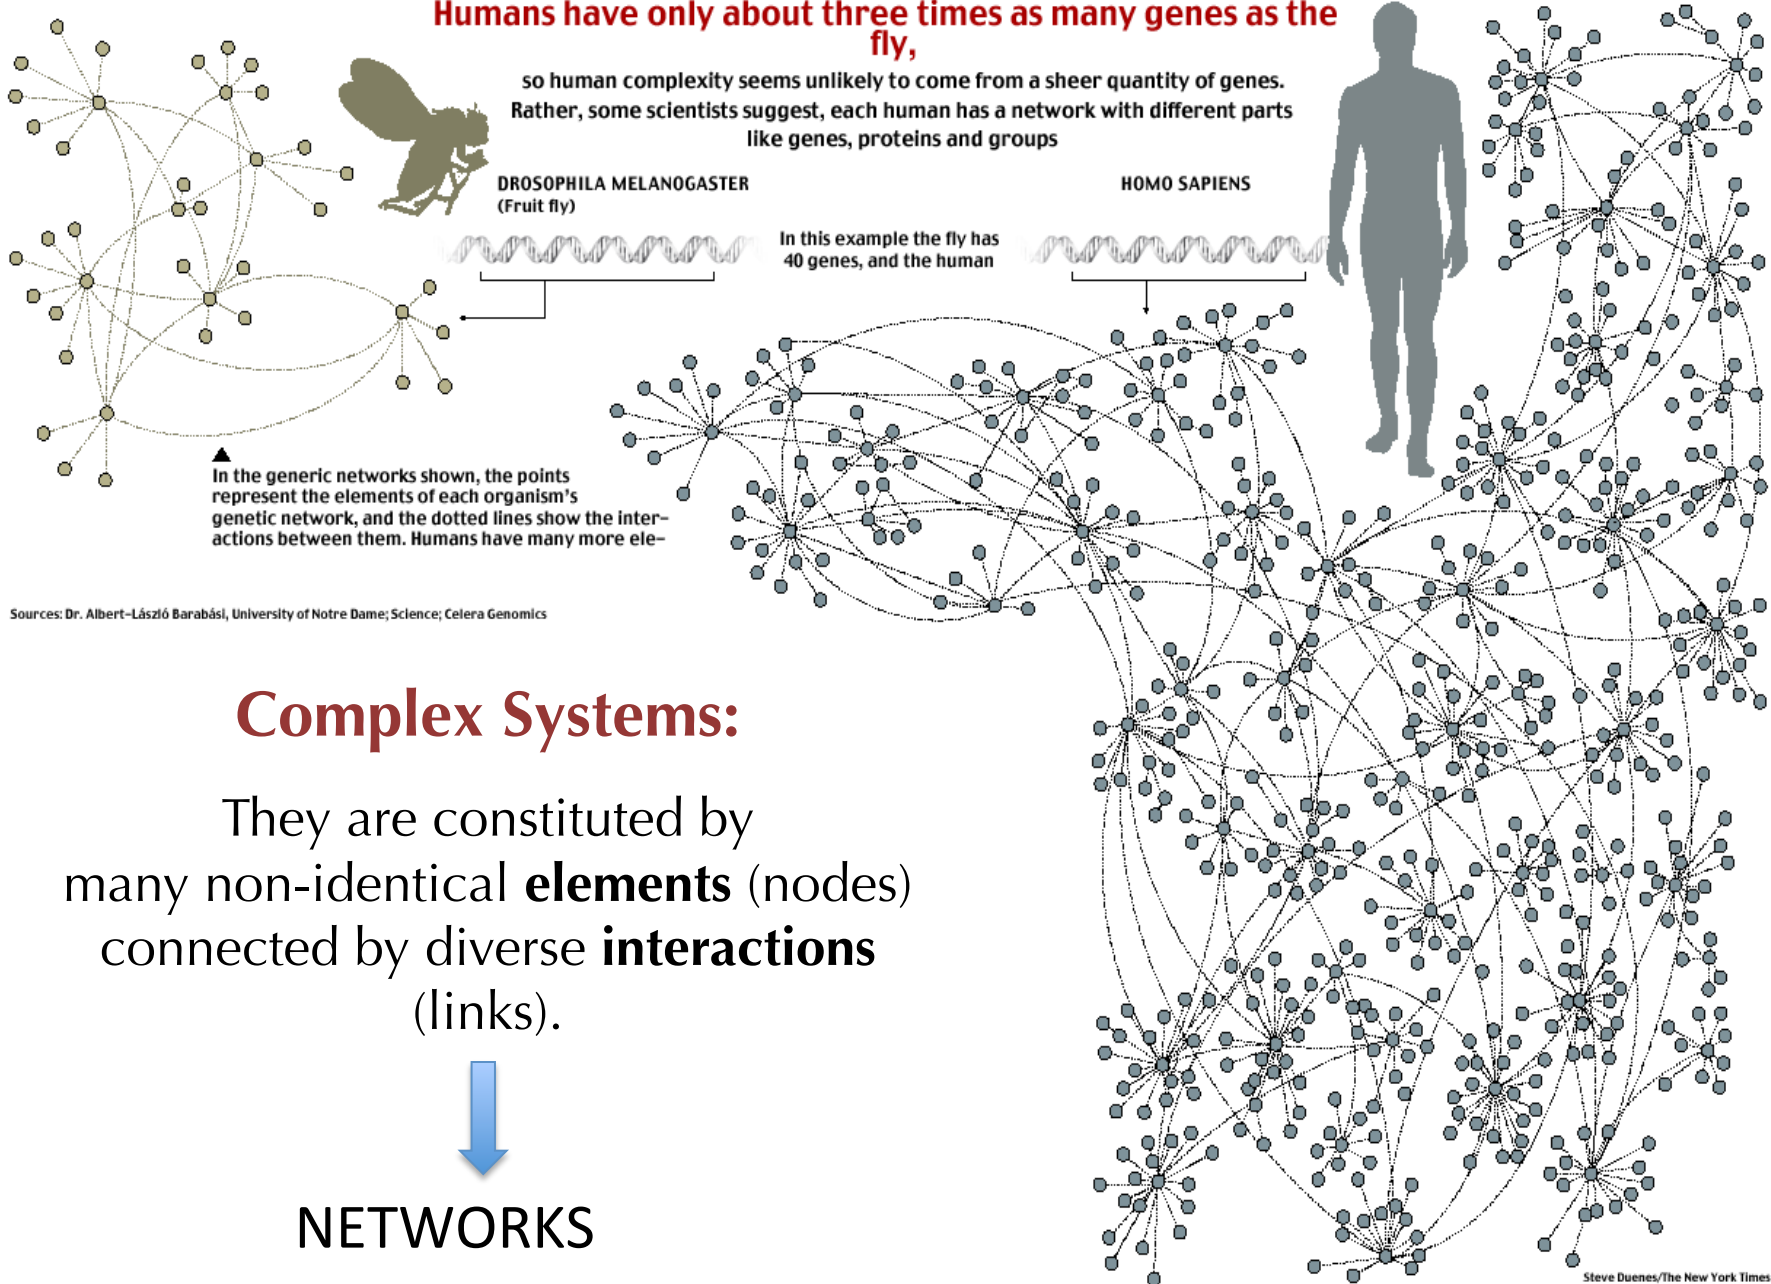 Humans have only about three times as many genes as the
fly,
so human complexity seems unlikely to come from a sheer quantity of genes.
Rather, some scientists suggest, each human has a network with different parts
like genes, proteins and groups
DROSOPHILA MELANOGASTER
(Fruit fly)
HOMO SAPIENS
In this example the fly has
40 genes, and the human
In the generic networks shown, the points
represent the elements of each organism's
genetic network, and the dotted lines show the inter–
actions between them. Humans have many more ele–
Sources: Dr. Albert–László Barabási, University of Notre Dame; Science; Celera Genomics
Complex Systems:
They are constituted by
many non-identical elements (nodes)
connected by diverse interactions
(links).
NETWORKS
Steve Duenes/The New York Times